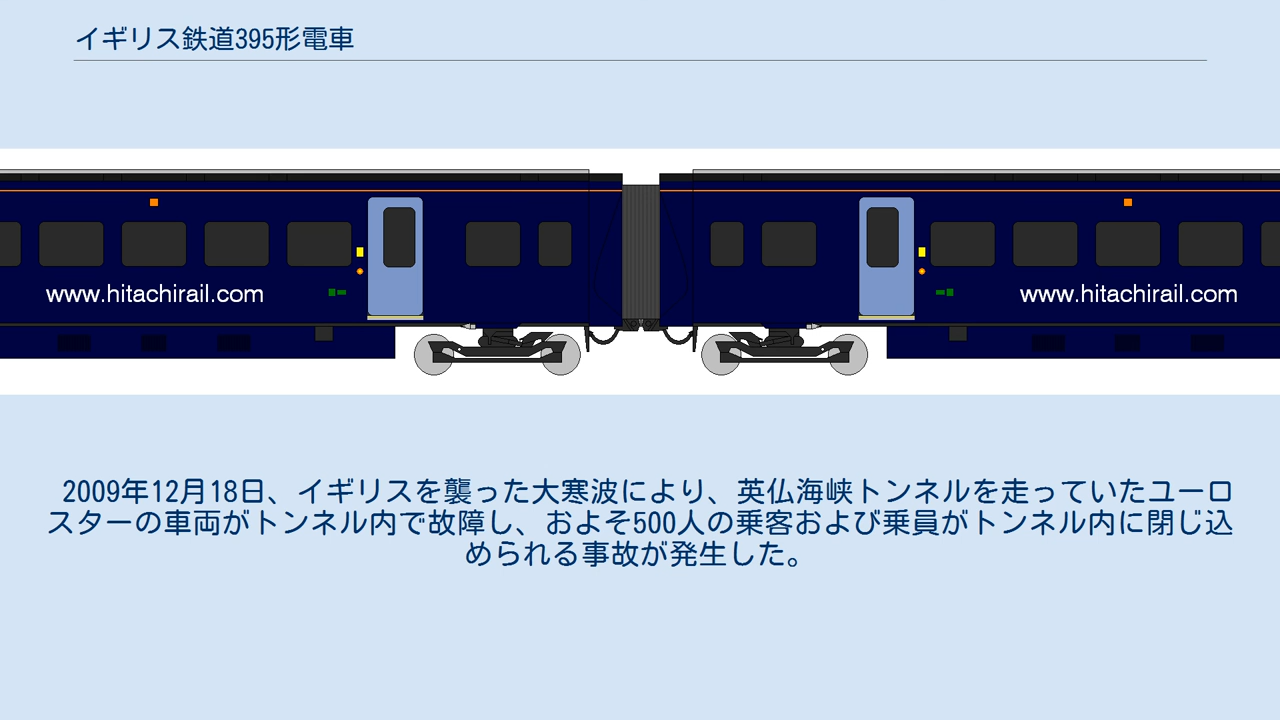 イギリス鉄道395形電車
www.hitachirail.com
www.hitachirail.com
2009年12月18日、イギリスを襲った大寒波により、英仏海峡トンネルを走っていたユーロ
スターの車両がトンネル内で故障し、およそ500人の乗客および乗員がトンネル内に閉じ込
められる事故が発生した。